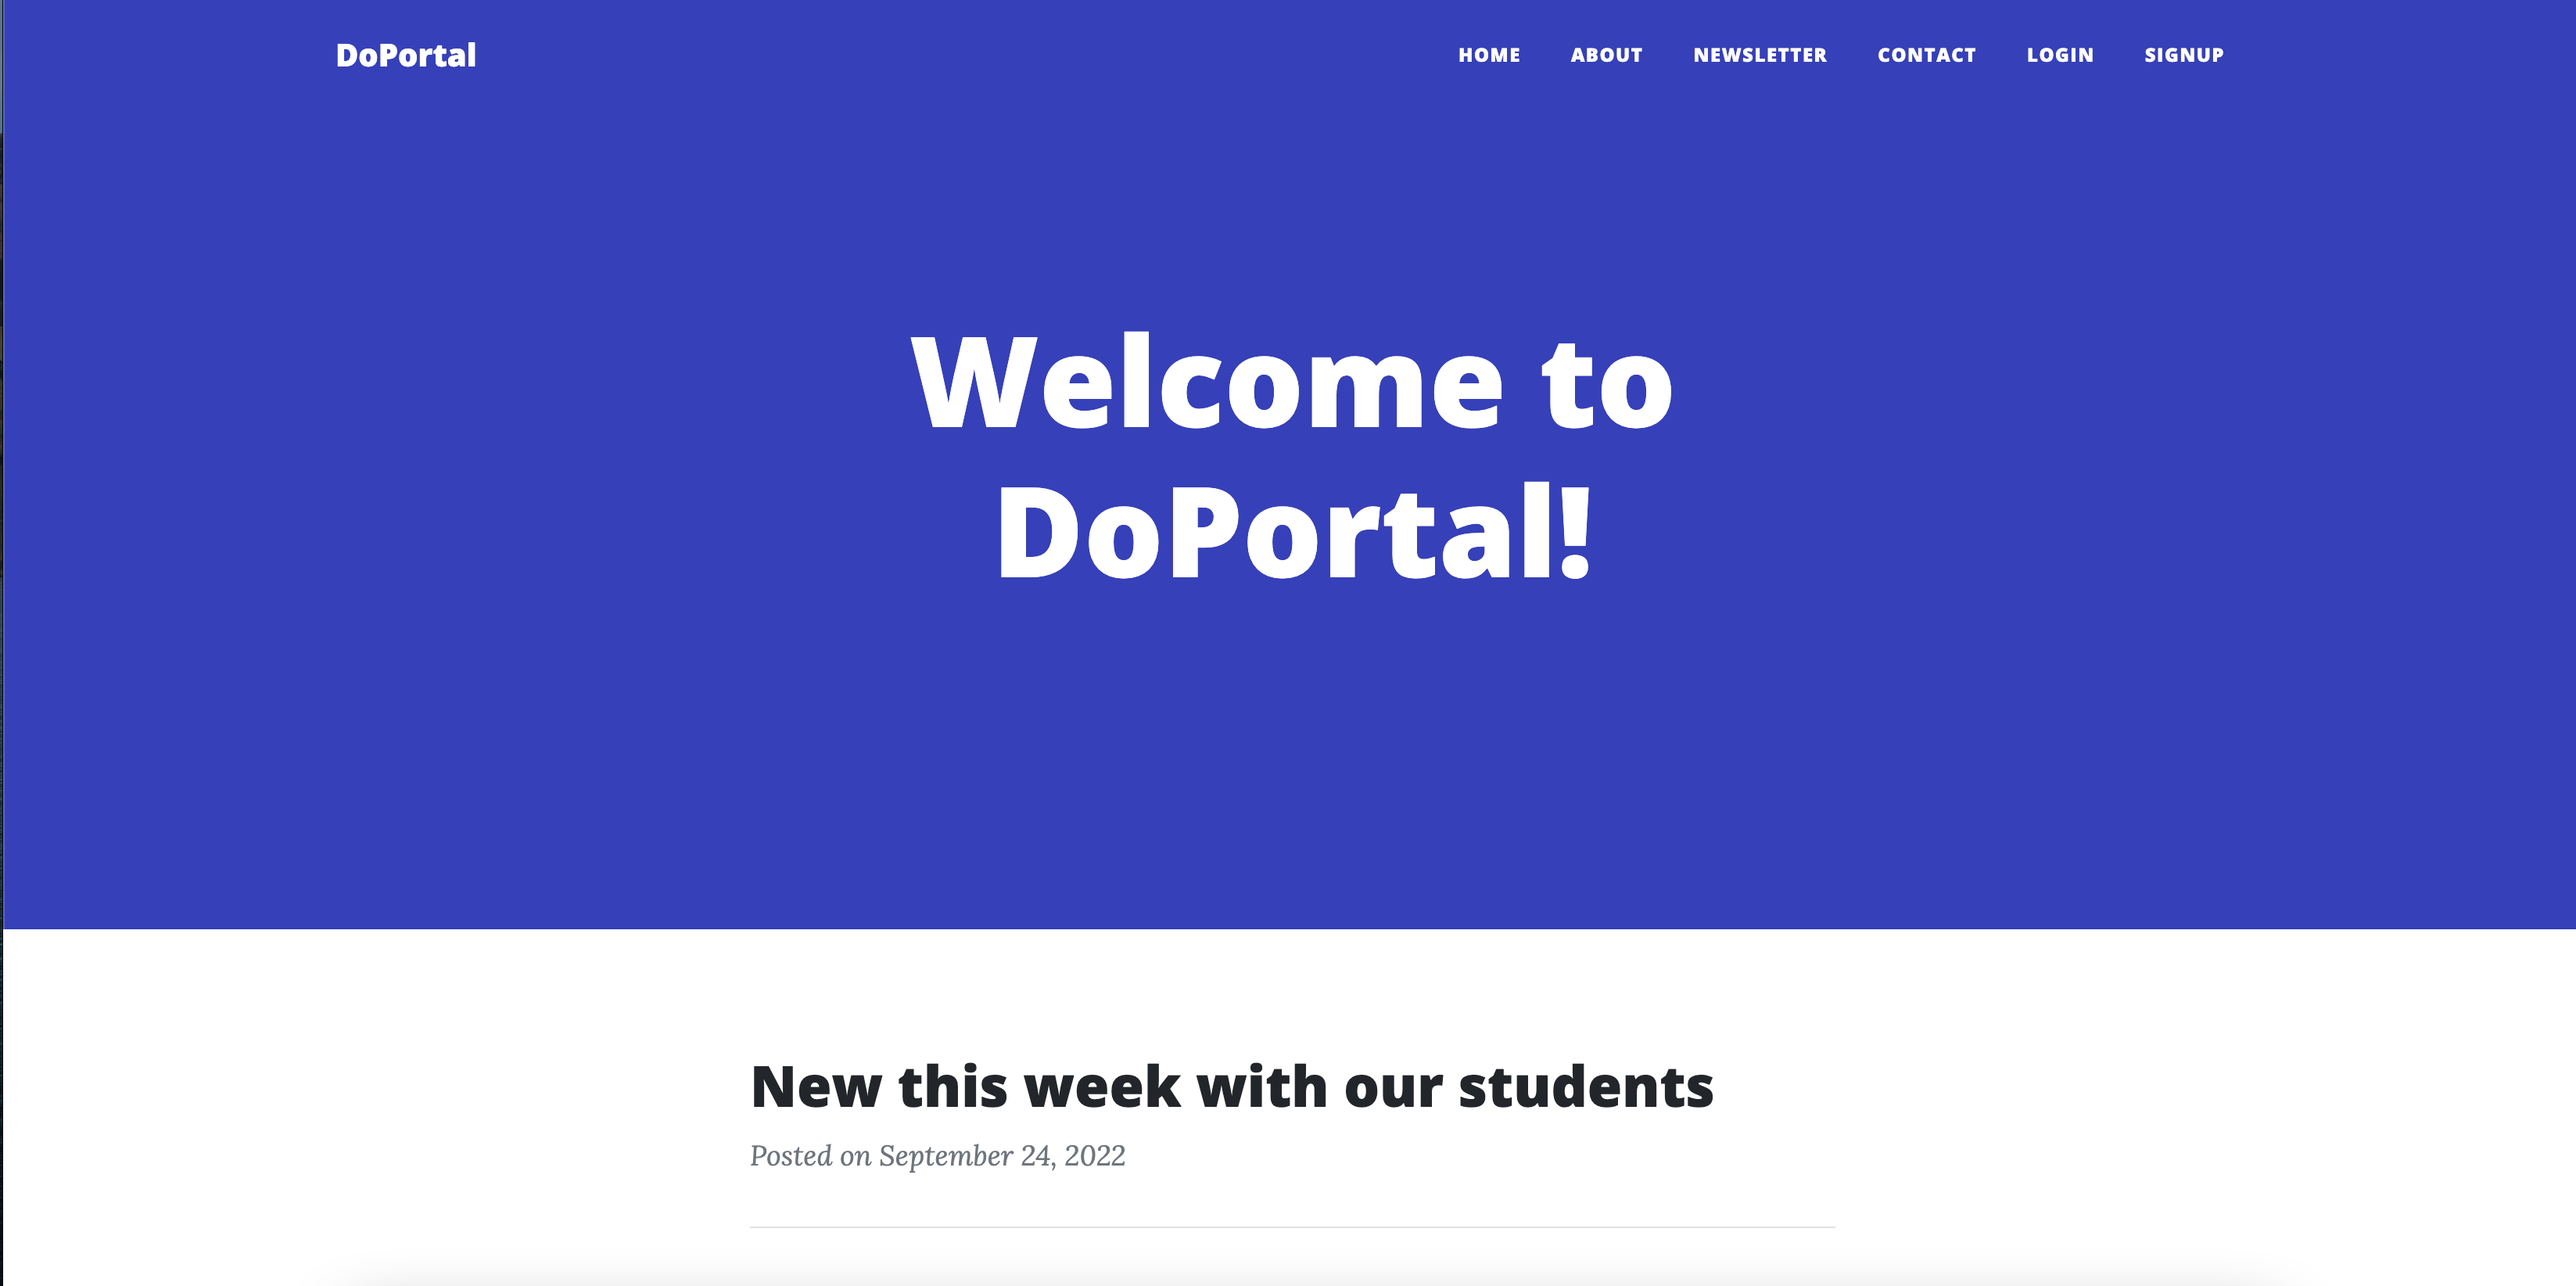 DoPortal
HOME ABOUT NEWSLETTER CONTACT LOGIN SIGNUP
Welcome to
DoPortal!
New this week with our students
Posted on September 24, 2022